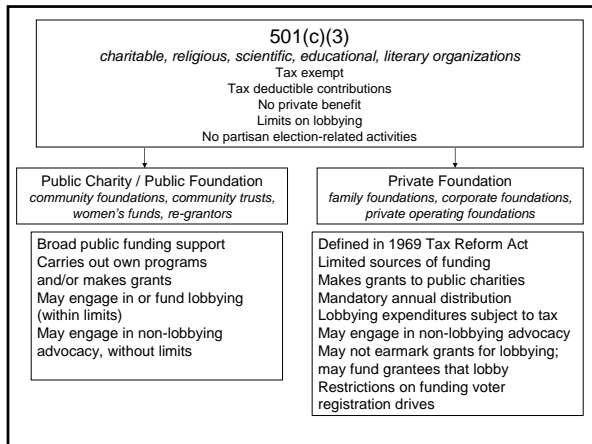 501(c)(3)
charitable, religious, scientific, educational, literary organizations
Tax exempt
Tax deductible contributions
No private benefit
Limits on lobbying
No partisan election-related activities
Public Charity / Public Foundation
community foundations, community trusts,
women's funds, re-grantors
Broad public funding support
Carries out own programs
and/or makes grants
May engage in or fund lobbying
(within limits)
May engage in non-lobbying
advocacy, without limits
Private Foundation
family foundations, corporate foundations,
private operating foundations
Defined in 1969 Tax Reform Act
Limited sources of funding
Makes grants to public charities
Mandatory annual distribution
Lobbying expenditures subject to tax
May engage in non-lobbying advocacy
May not earmark grants for lobbying;
may fund grantees that lobby
Restrictions on funding voter
registration drives